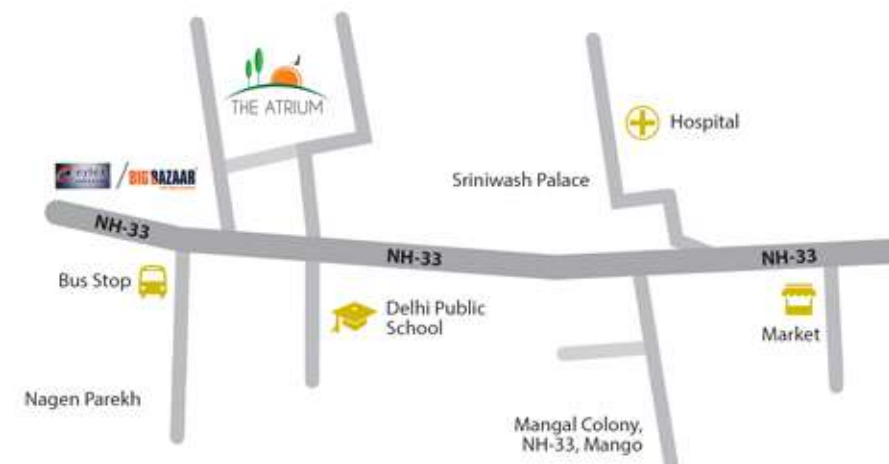 THE ATRIUM
Hospital
BIG BAZAAR
Sriniwash Palace
NH-33
NH-33
NH-33
Bus Stop
Delhi Public
School
Market
Nagen Parekh
Mangal Colony,
NH-33, Mango